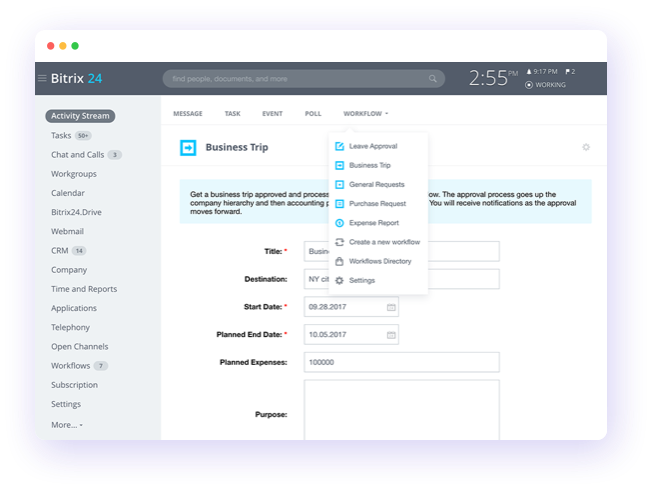 Bitrix 24
find people, documents, and more
2:55 PM
9:17 PM 2
WORKING
Activity Stream
Tasks 50+
Chat and Calls 3
Workgroups
Calendar
Bitrix24.Drive
Webmail
CRM 14
Company
Time and Reports
Applications
Telephony
Open Channels
Workflows 7
Subscription
Settings
More...
MESSAGE TASK EVENT POLL WORKFLOW
Business Trip
Leave Approval
Business Trip
General Requests
Purchase Request
Expense Report
Create a new workflow
Workflows Directory
Settings
Get a business trip approved and process ow. The approval process goes up the
company hierarchy and then accounting p You will receive notifications as the approval
moves forward.
Title: * Busin
Destination: NY cit
Start Date: * 09.28.2017
Planned End Date: * 10.05.2017
Planned Expenses: 100000
Purpose: